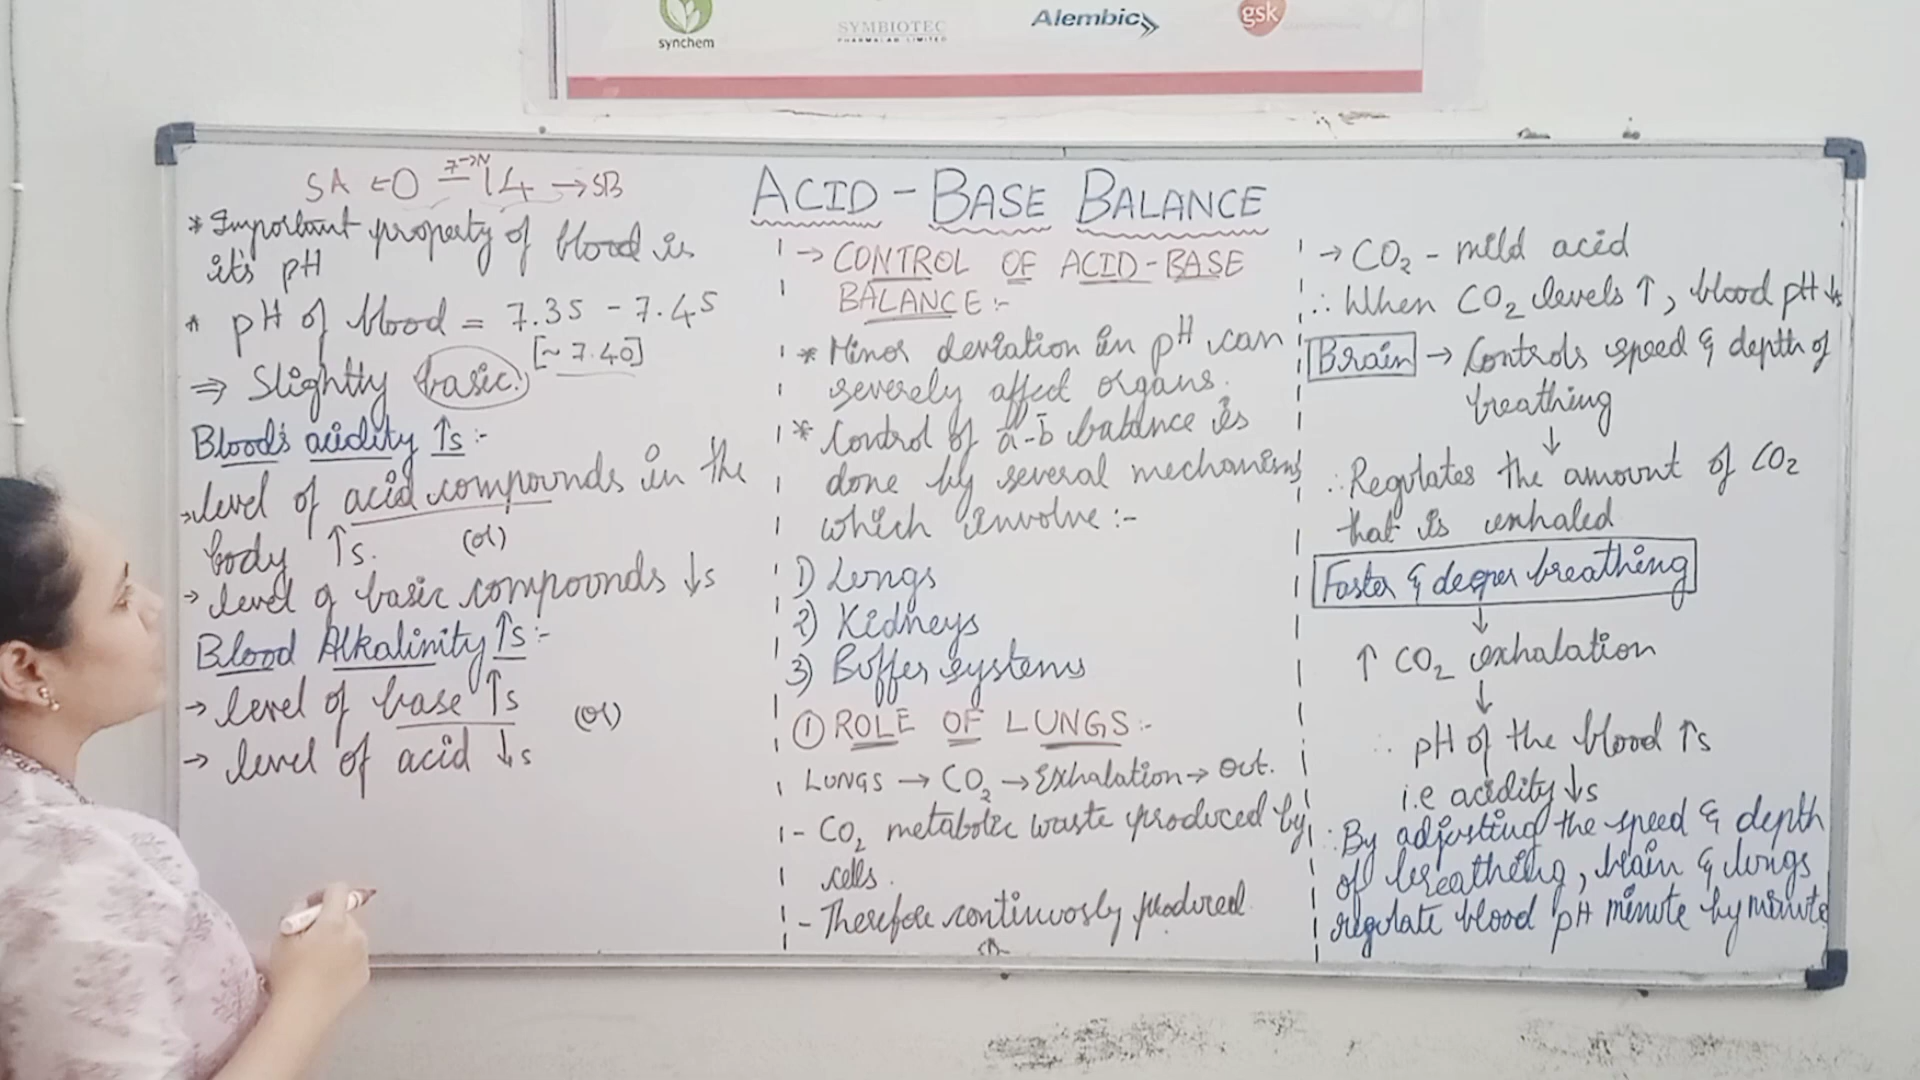 synchem
SYMBIOTEC
PHARMALAB LIMITED
Alembic
gsk
ACID-BASE BALANCE
7→N
SA ←0 — 14 →SB
* Important property of blood is
it's pH
* pH of blood = 7.35 - 7.45
[~7.40]
⇒ Slightly basic.
Blood's acidity ↑s:-
→level of acid compounds in the
body ↑s. (or)
→ level of basic compounds ↓s
Blood Alkalinity ↑s:-
→ level of base ↑s (or)
→ level of acid ↓s
→ CONTROL OF ACID-BASE
BALANCE:-
* Minor deviation in pH can
severely affect organs.
* Control of a-b balance is
done by several mechanisms
which involve:-
1) Lungs
2) Kidneys
3) Buffer systems
① ROLE OF LUNGS:-
LUNGS → CO₂ → Exhalation → Out.
- CO₂ metabolic waste produced by
cells.
- Therefore continuosly produced
→ CO₂ - mild acid
∴ When CO₂ levels ↑, blood pH ↓s
Brain → Controls speed & depth of
breathing
↓
∴ Regulates the amount of CO₂
that is exhaled
Faster & deeper breathing
↓
↑ CO₂ exhalation
↓
∴ pH of the blood ↑s
i.e acidity ↓s
∴ By adjusting the speed & depth
of breathing, brain & lungs
regulate blood pH minute by minute